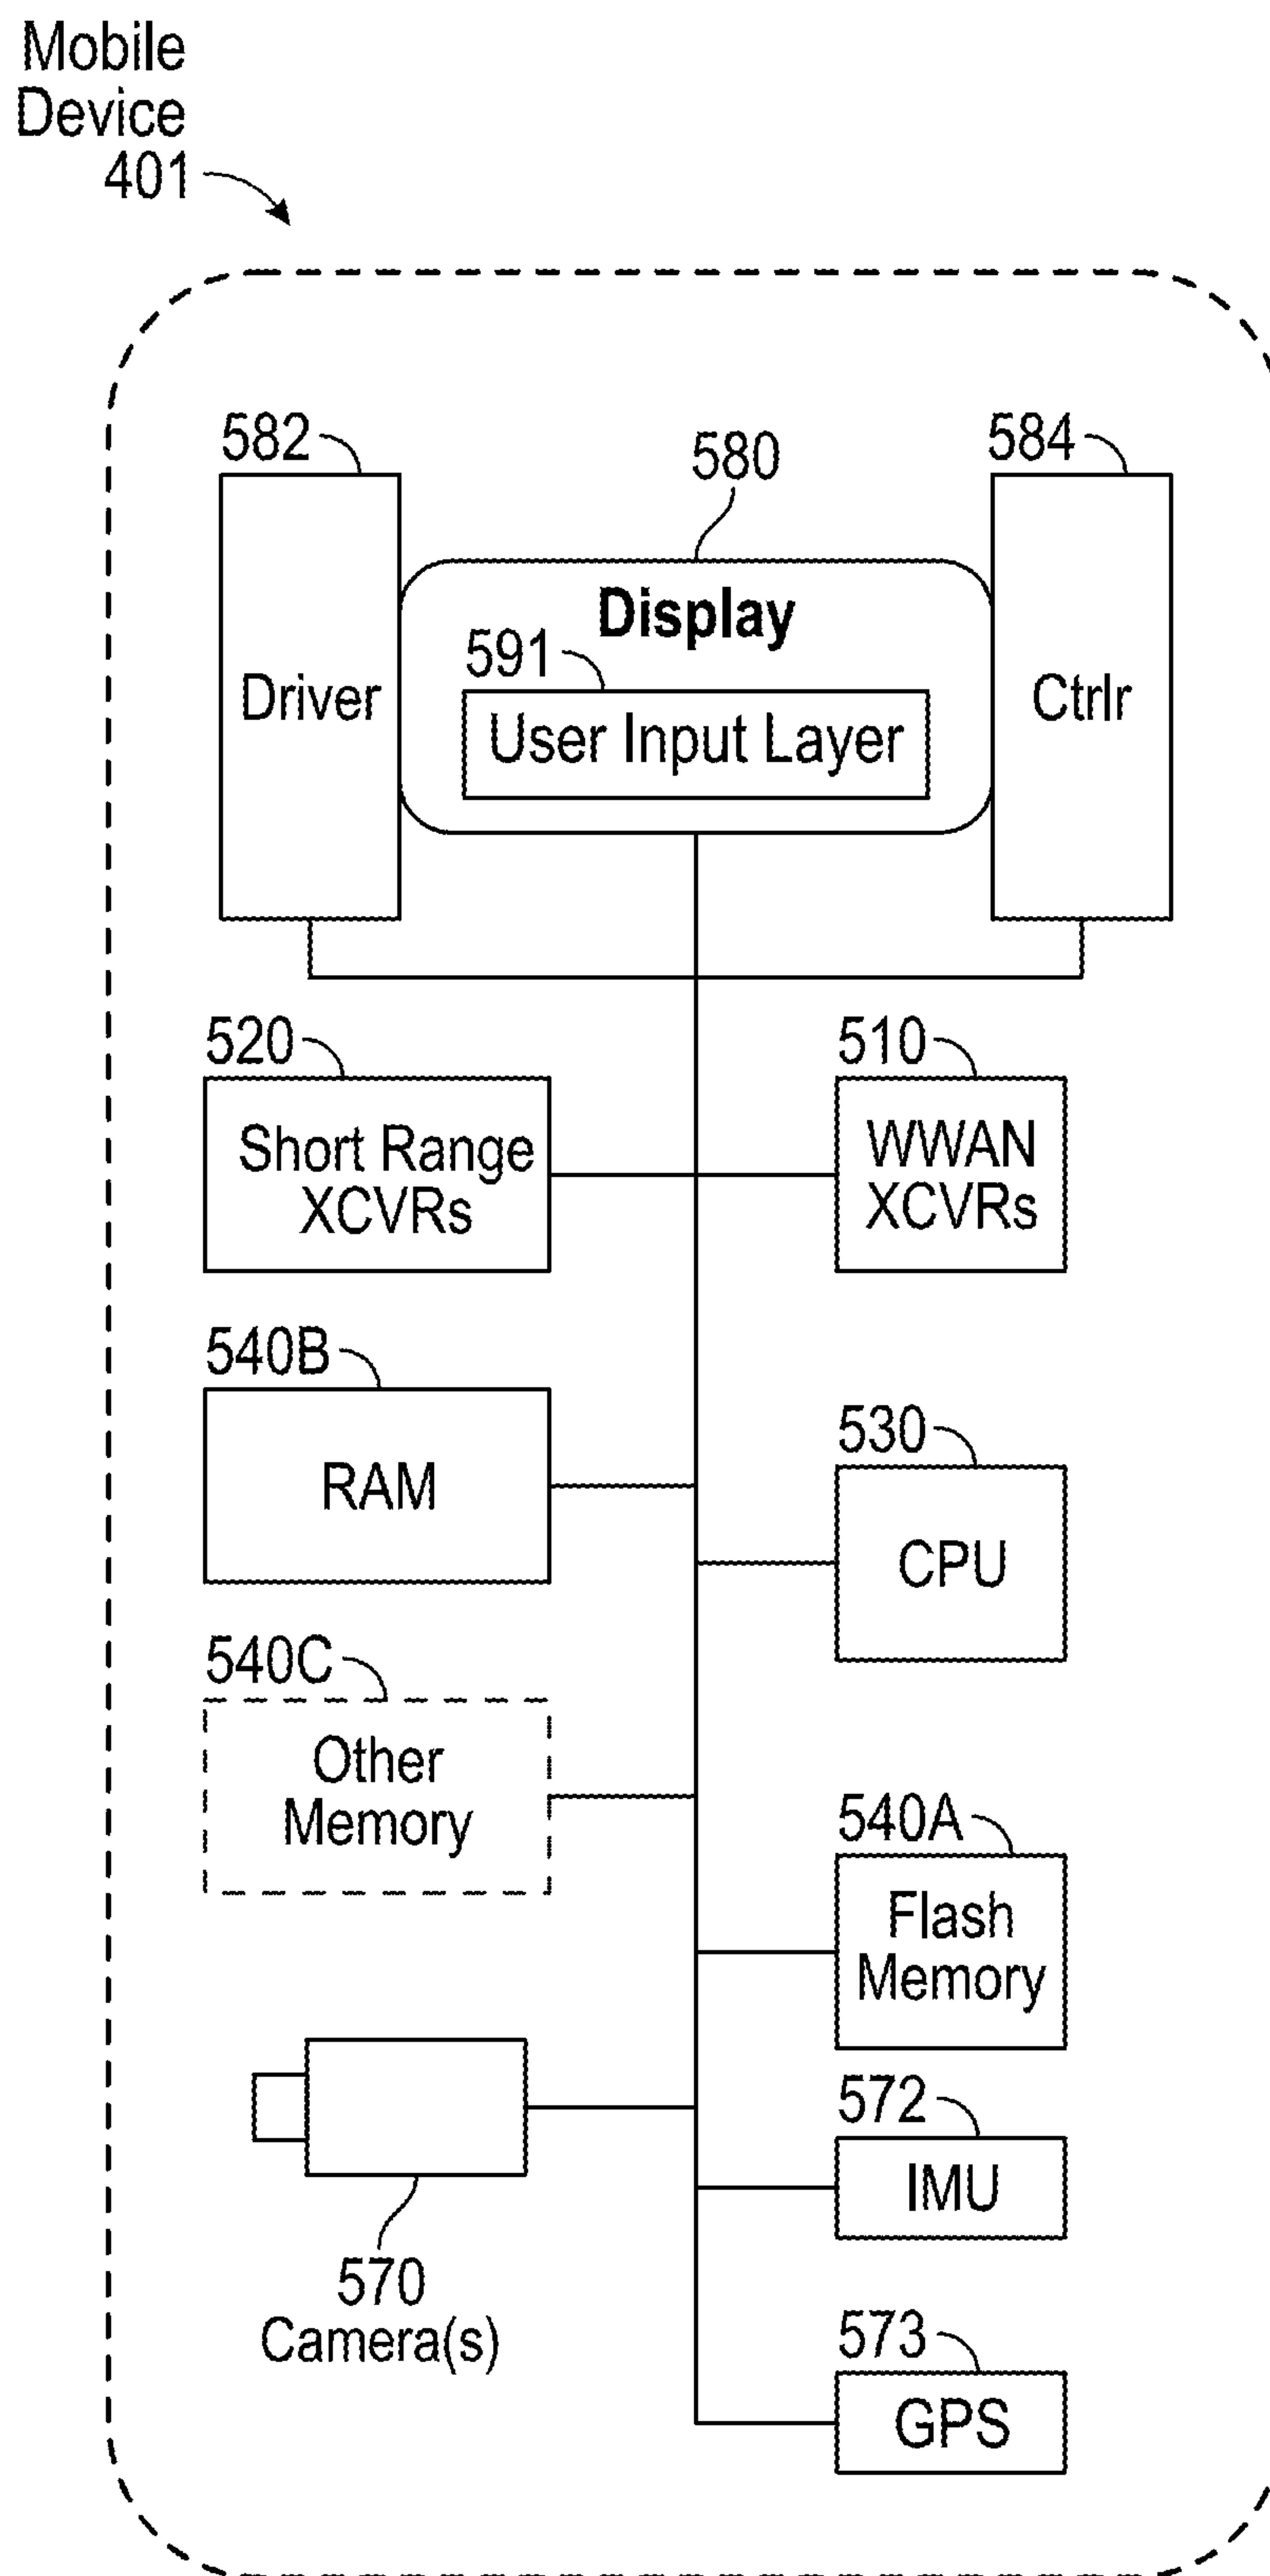 Mobile
Device
401
582
580
584
Display
591
Driver
User Input Layer
Ctrlr
520
510
Short Range
XCVRs
WWAN
XCVRs
540B
RAM
530
CPU
540C
Other
Memory
540A
Flash
Memory
572
IMU
570
Camera(s)
573
GPS